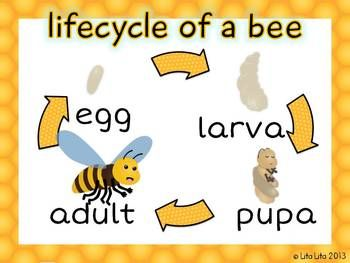 lifecycle of a bee
egg
larva
adult
pupa
© Lita Lita 2013